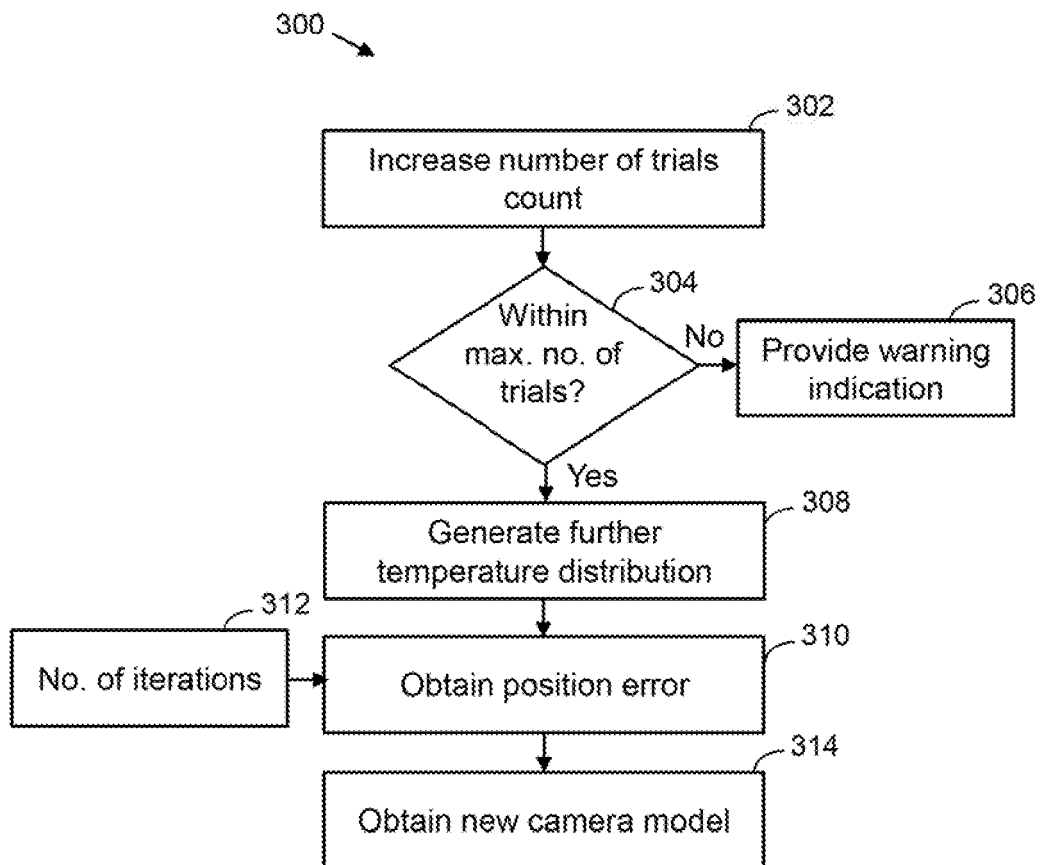 300
302
Increase number of trials
count
304
Within
max. no. of
trials?
No
306
Provide warning
indication
Yes
308
Generate further
temperature distribution
312
No. of iterations
310
Obtain position error
314
Obtain new camera model